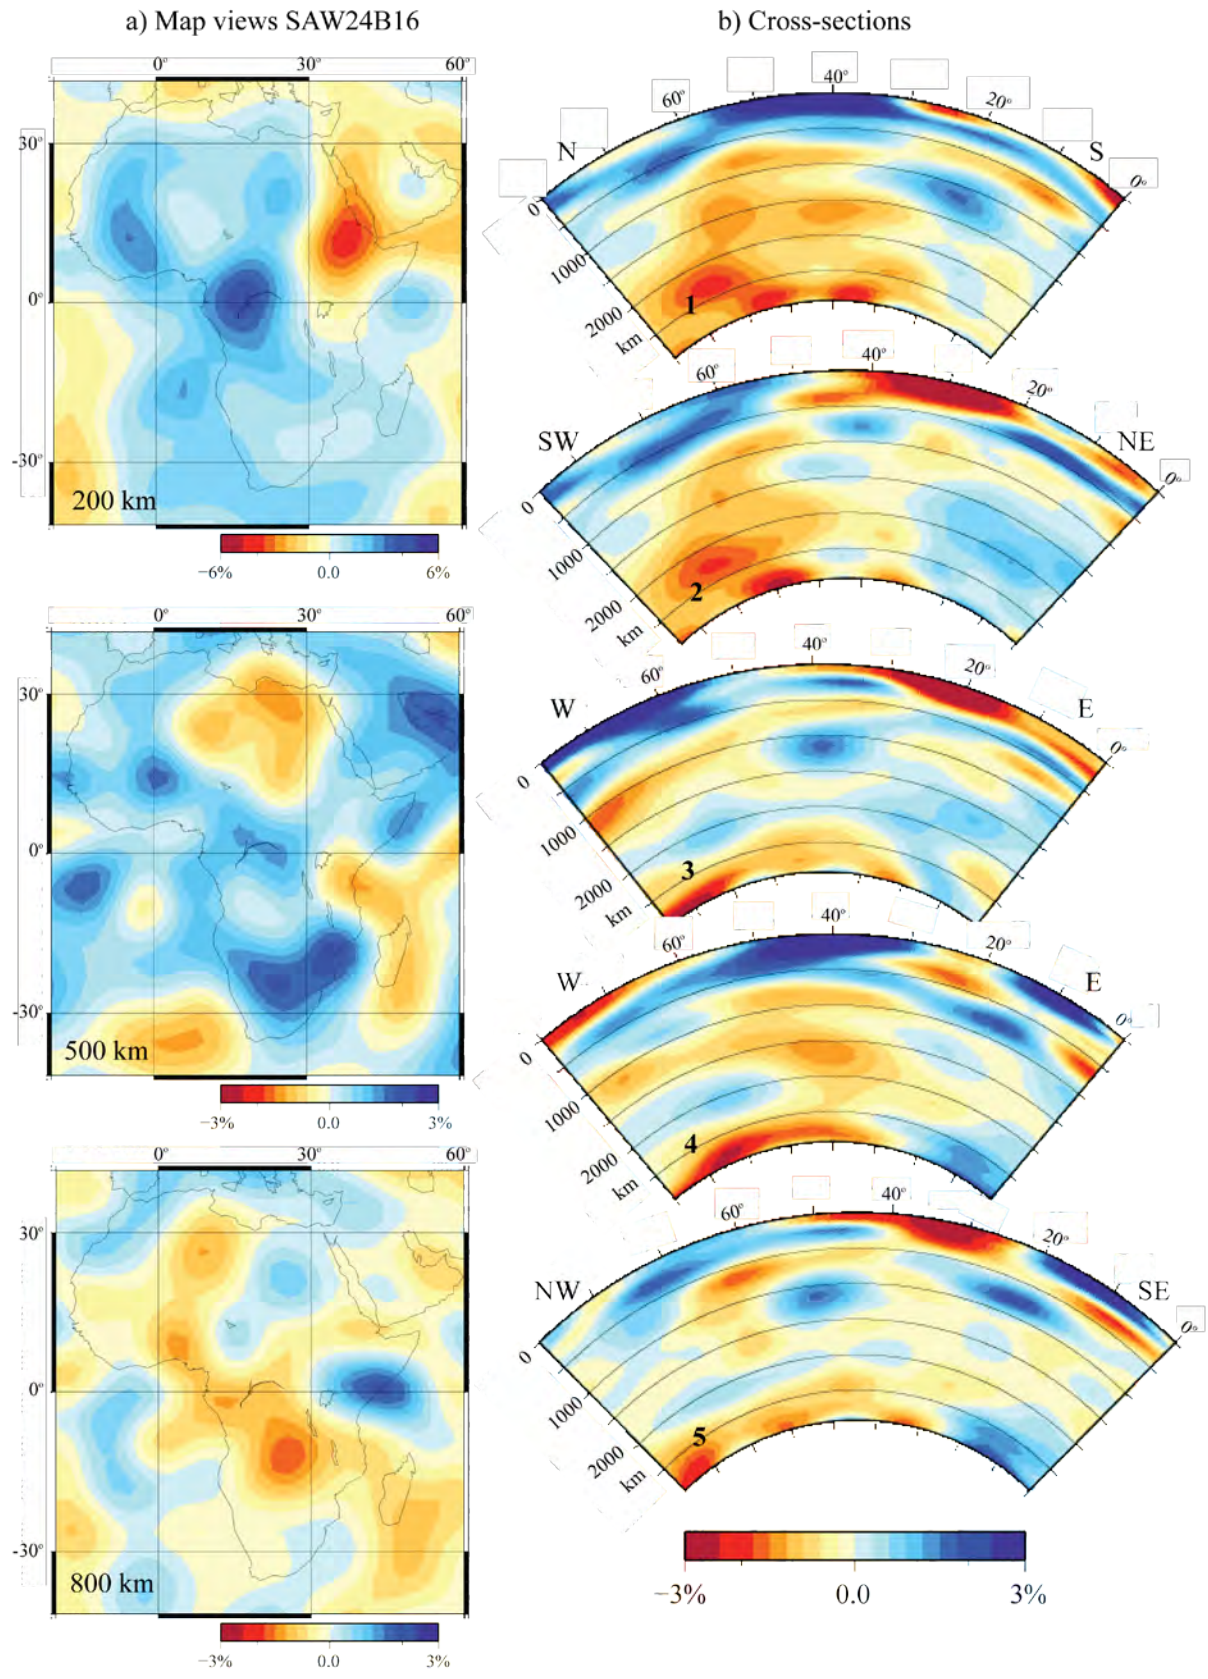 a) Map views SAW24B16
0° 30° 60°
30°
0°
-30°
200 km
−6% 0.0 6%
0° 30° 60°
30°
0°
-30°
500 km
−3% 0.0 3%
0° 30° 60°
30°
0°
-30°
800 km
−3% 0.0 3%
b) Cross-sections
60° 40° 20° 0°
N S
0 1000 2000 km
1
60° 40° 20° 0°
SW NE
0 1000 2000 km
2
60° 40° 20° 0°
W E
0 1000 2000 km
3
60° 40° 20° 0°
W E
0 1000 2000 km
4
60° 40° 20° 0°
NW SE
0 1000 2000 km
5
−3% 0.0 3%